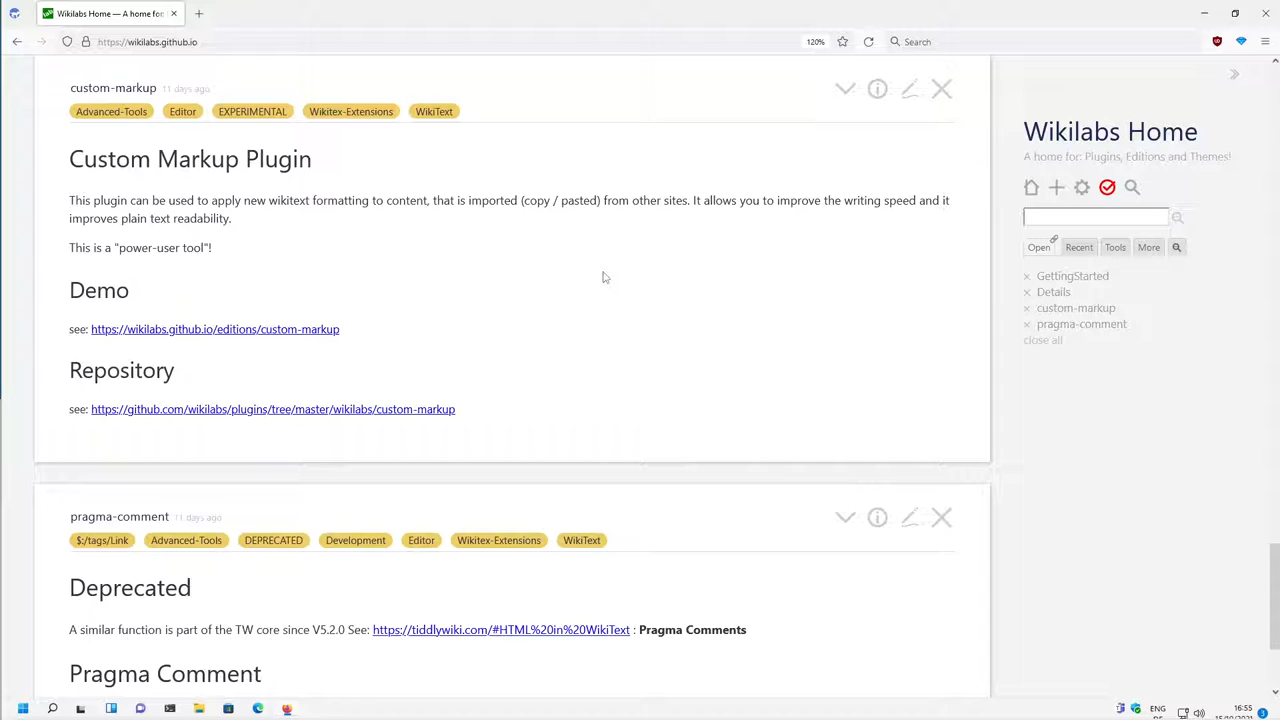 Wikilabs Home — A home for:
https://wikilabs.github.io
120%
Search
custom-markup 11 days ago
Advanced-Tools Editor EXPERIMENTAL Wikitex-Extensions WikiText
Custom Markup Plugin
This plugin can be used to apply new wikitext formatting to content, that is imported (copy / pasted) from other sites. It allows you to improve the writing speed and it
improves plain text readability.
This is a "power-user tool"!
Demo
see: https://wikilabs.github.io/editions/custom-markup
Repository
see: https://github.com/wikilabs/plugins/tree/master/wikilabs/custom-markup
pragma-comment 11 days ago
$:/tags/Link Advanced-Tools DEPRECATED Development Editor Wikitex-Extensions WikiText
Deprecated
A similar function is part of the TW core since V5.2.0 See: https://tiddlywiki.com/#HTML%20in%20WikiText : Pragma Comments
Pragma Comment
Wikilabs Home
A home for: Plugins, Editions and Themes!
Open Recent Tools More
× GettingStarted
× Details
× custom-markup
× pragma-comment
close all
ENG
16:55
15/10/2021
3